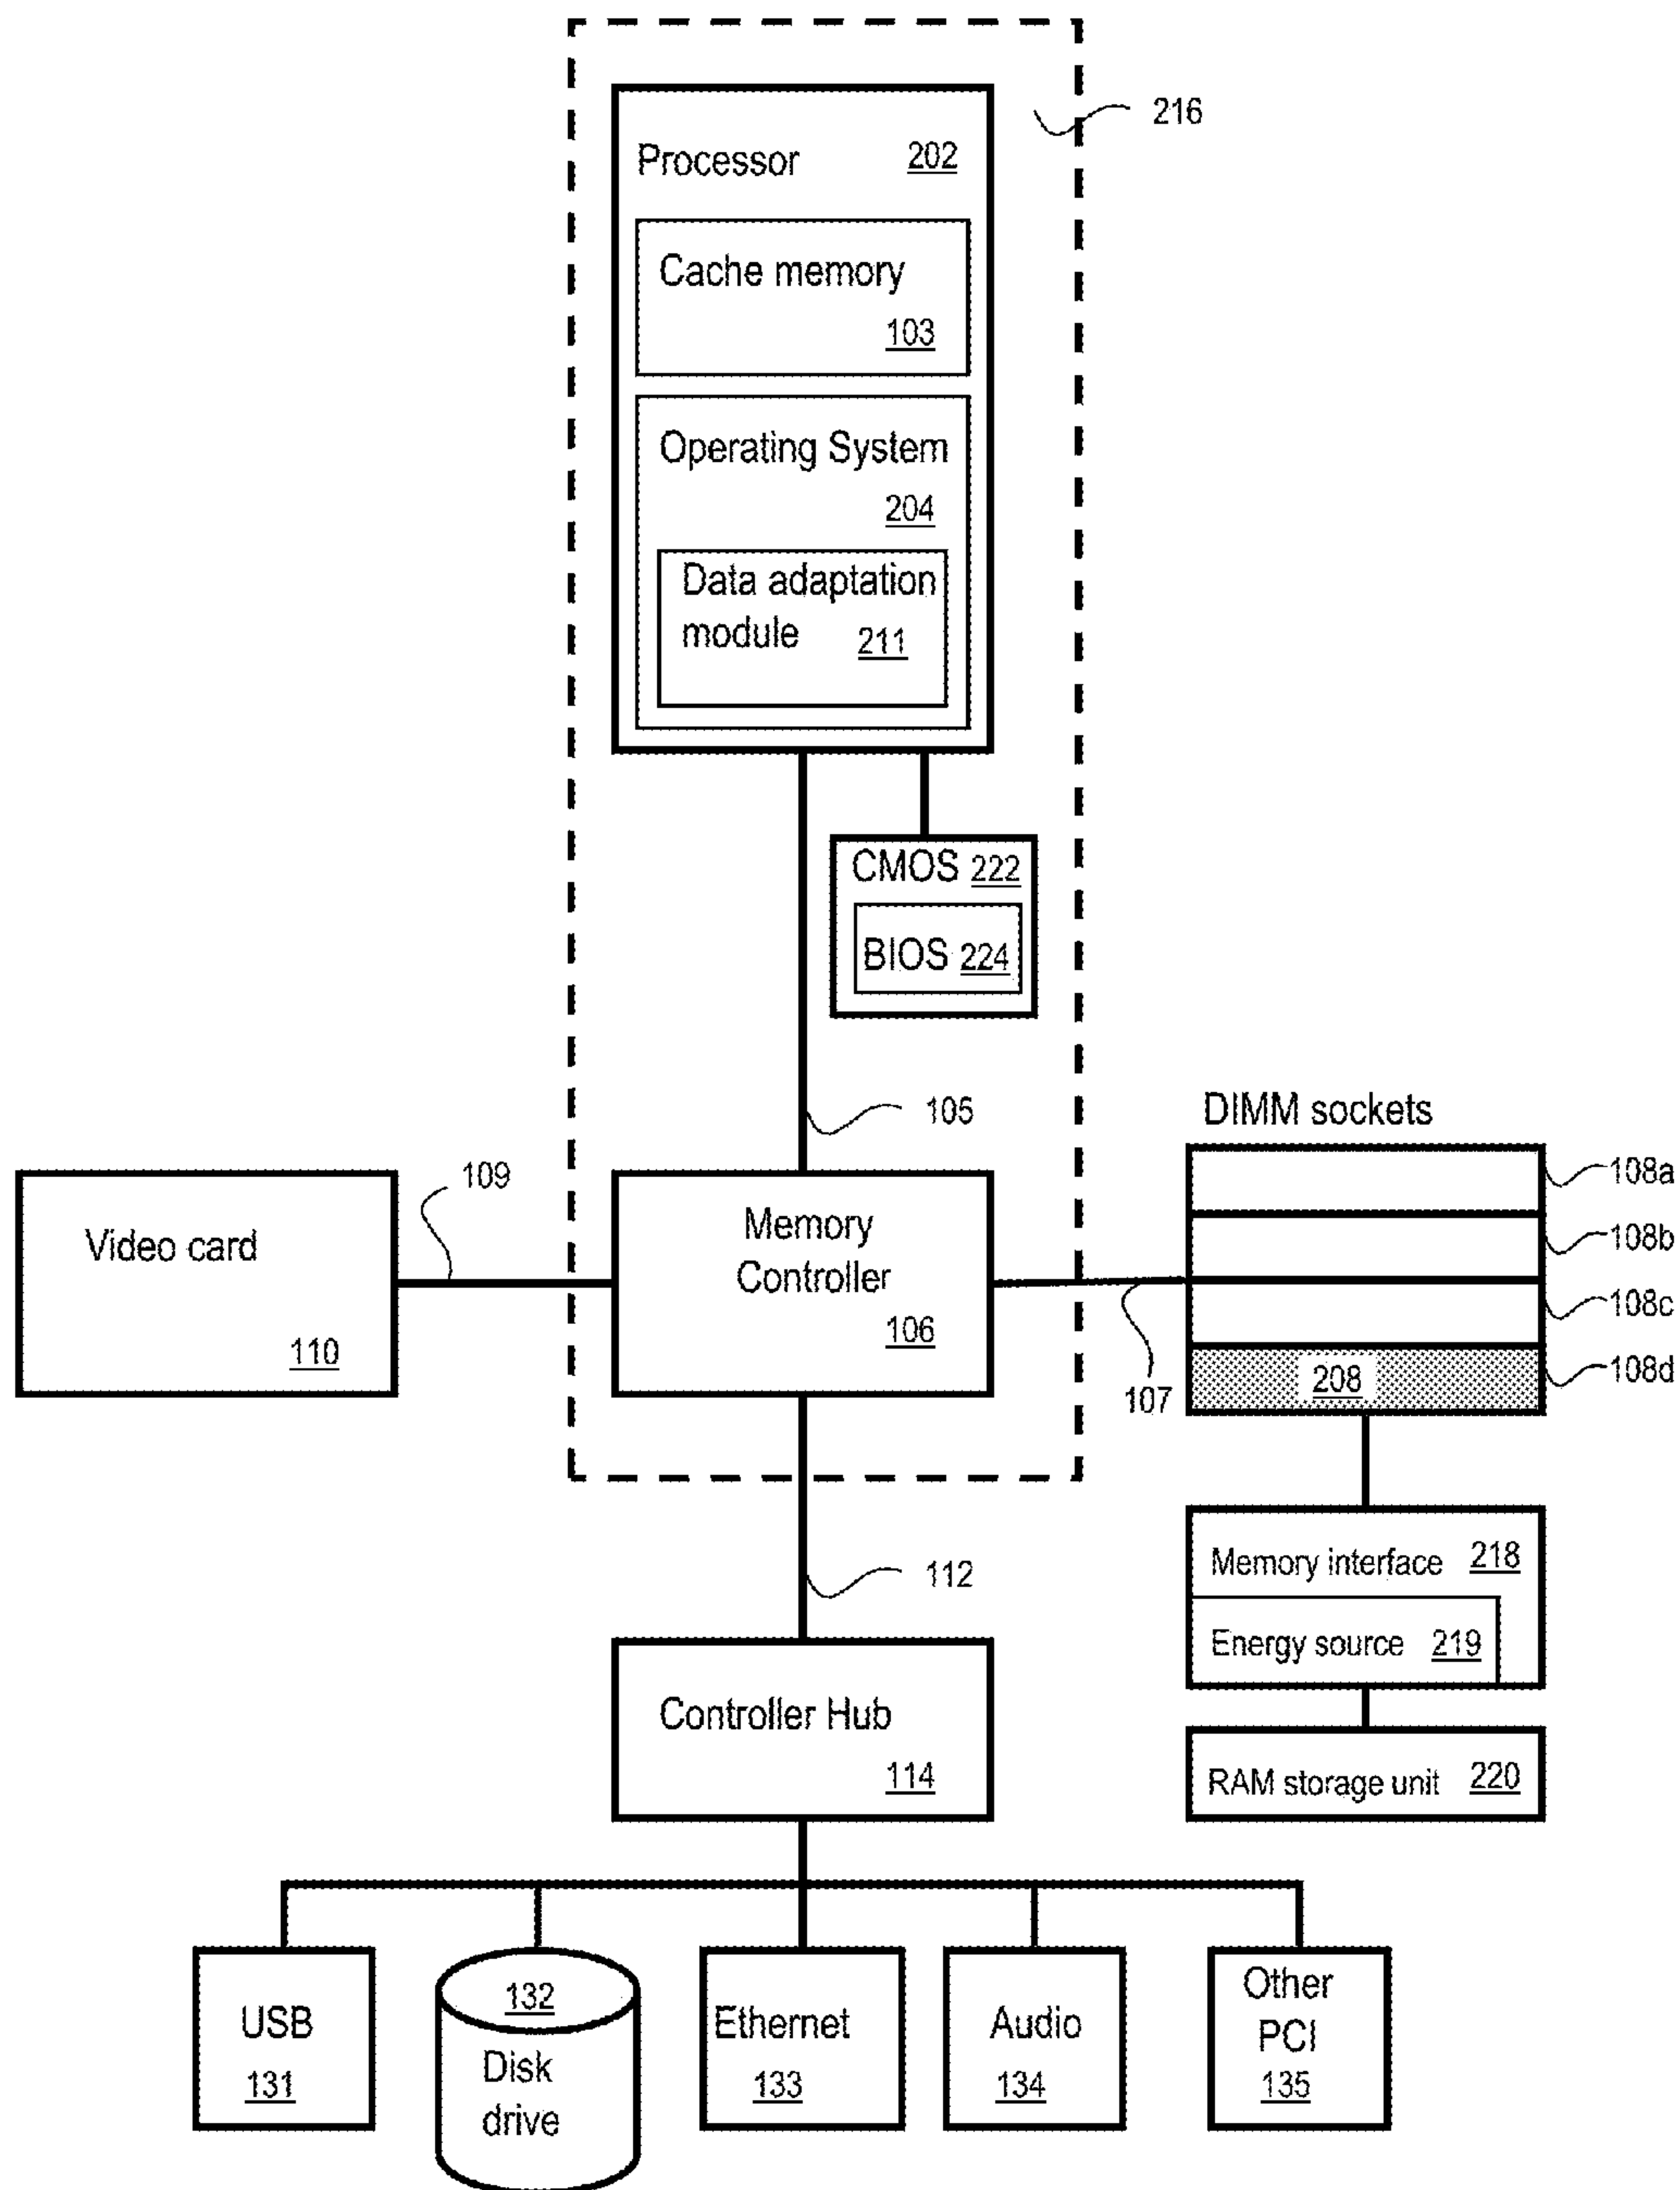 216
Processor 202
Cache memory
103
Operating System
204
Data adaptation
module 211
CMOS 222
BIOS 224
105
DIMM sockets
108a
108b
108c
108d
208
107
109
Video card
110
Memory
Controller
106
112
Memory interface 218
Energy source 219
RAM storage unit 220
Controller Hub
114
USB
131
132
Disk
drive
Ethernet
133
Audio
134
Other
PCI
135